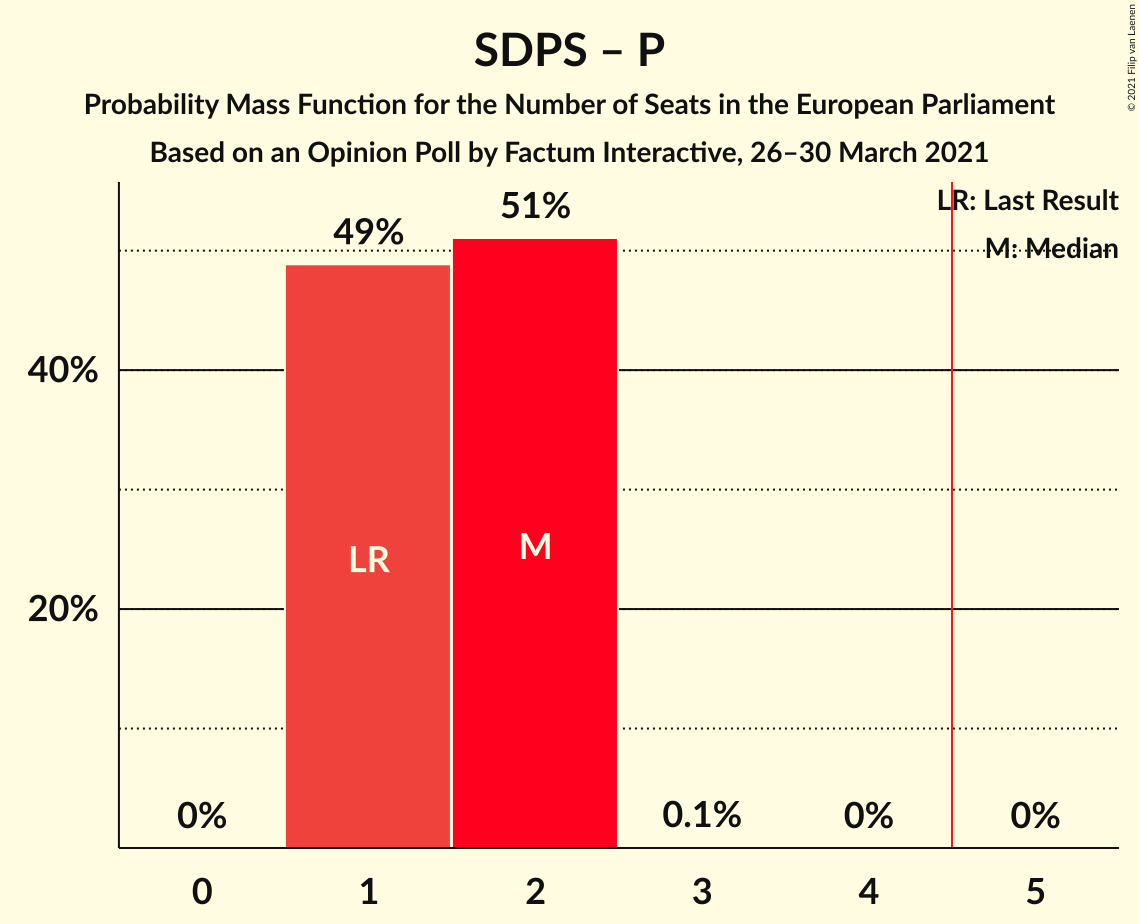 SDPS – P
Probability Mass Function for the Number of Seats in the European Parliament
Based on an Opinion Poll by Factum Interactive, 26–30 March 2021
© 2021 Filip van Laenen
LR: Last Result
M: Median
49%
51%
40%
20%
LR
M
0%
0.1%
0%
0%
0
1
2
3
4
5